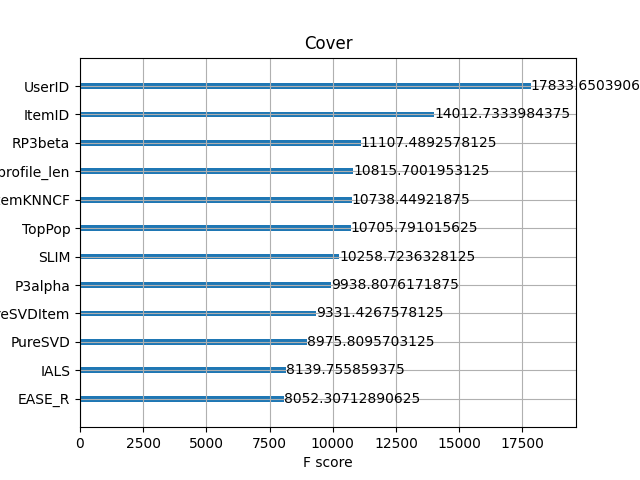 Cover
UserID 17833.6503906
ItemID 14012.7333984375
RP3beta 11107.4892578125
profile_len 10815.7001953125
emKNNCF 10738.44921875
TopPop 10705.791015625
SLIM 10258.7236328125
P3alpha 9938.8076171875
eSVDItem 9331.4267578125
PureSVD 8975.8095703125
IALS 8139.755859375
EASE_R 8052.30712890625
0 2500 5000 7500 10000 12500 15000 17500
F score